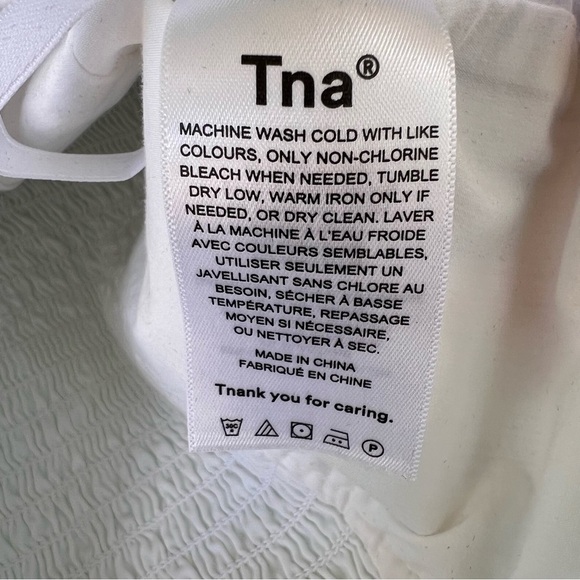 Tna®
MACHINE WASH COLD WITH LIKE
COLOURS, ONLY NON-CHLORINE
BLEACH WHEN NEEDED, TUMBLE
DRY LOW, WARM IRON ONLY IF
NEEDED, OR DRY CLEAN. LAVER
À LA MACHINE À L'EAU FROIDE
AVEC COULEURS SEMBLABLES,
UTILISER SEULEMENT UN
JAVELLISANT SANS CHLORE AU
BESOIN, SÉCHER À BASSE
TEMPÉRATURE, REPASSAGE
MOYEN SI NÉCESSAIRE,
OU NETTOYER À SEC.
MADE IN CHINA
FABRIQUÉ EN CHINE
Tnank you for caring.
30C P